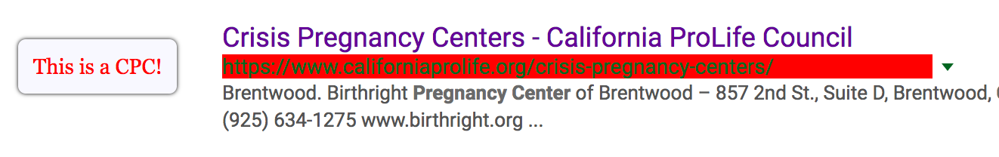 This is a CPC!
Crisis Pregnancy Centers - California ProLife Council
https://www.californiaprolife.org/crisis-pregnancy-centers/
Brentwood. Birthright Pregnancy Center of Brentwood – 857 2nd St., Suite D, Brentwood,
(925) 634-1275 www.birthright.org ...